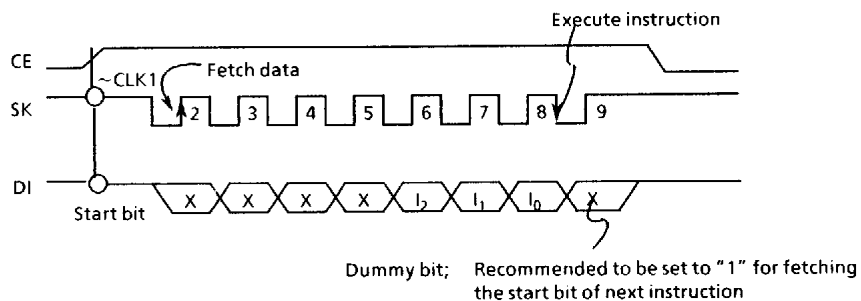 Execute instruction
CE
~CLK1
Fetch data
SK
2 3 4 5 6 7 8 9
DI
X X X X I₂ I₁ I₀ X
Start bit
Dummy bit; Recommended to be set to "1" for fetching
the start bit of next instruction